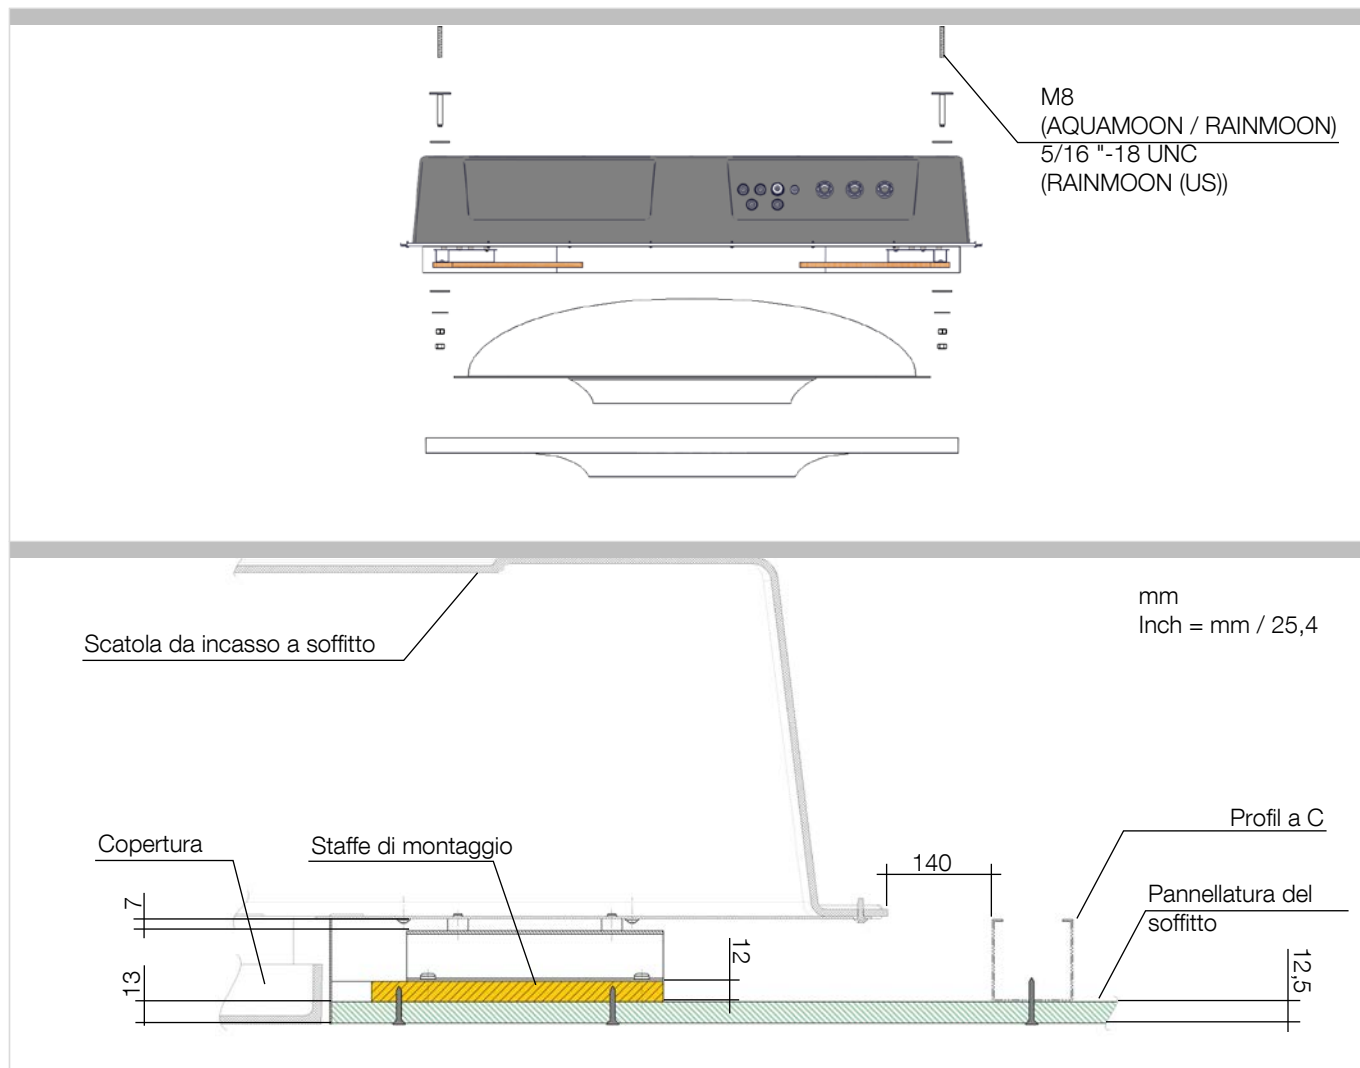 M8
(AQUAMOON / RAINMOON)
5/16 "-18 UNC
(RAINMOON (US))
mm
Inch = mm / 25,4
Scatola da incasso a soffitto
Profil a C
Copertura
Staffe di montaggio
140
Pannellatura del
soffitto
7
12
13
12,5